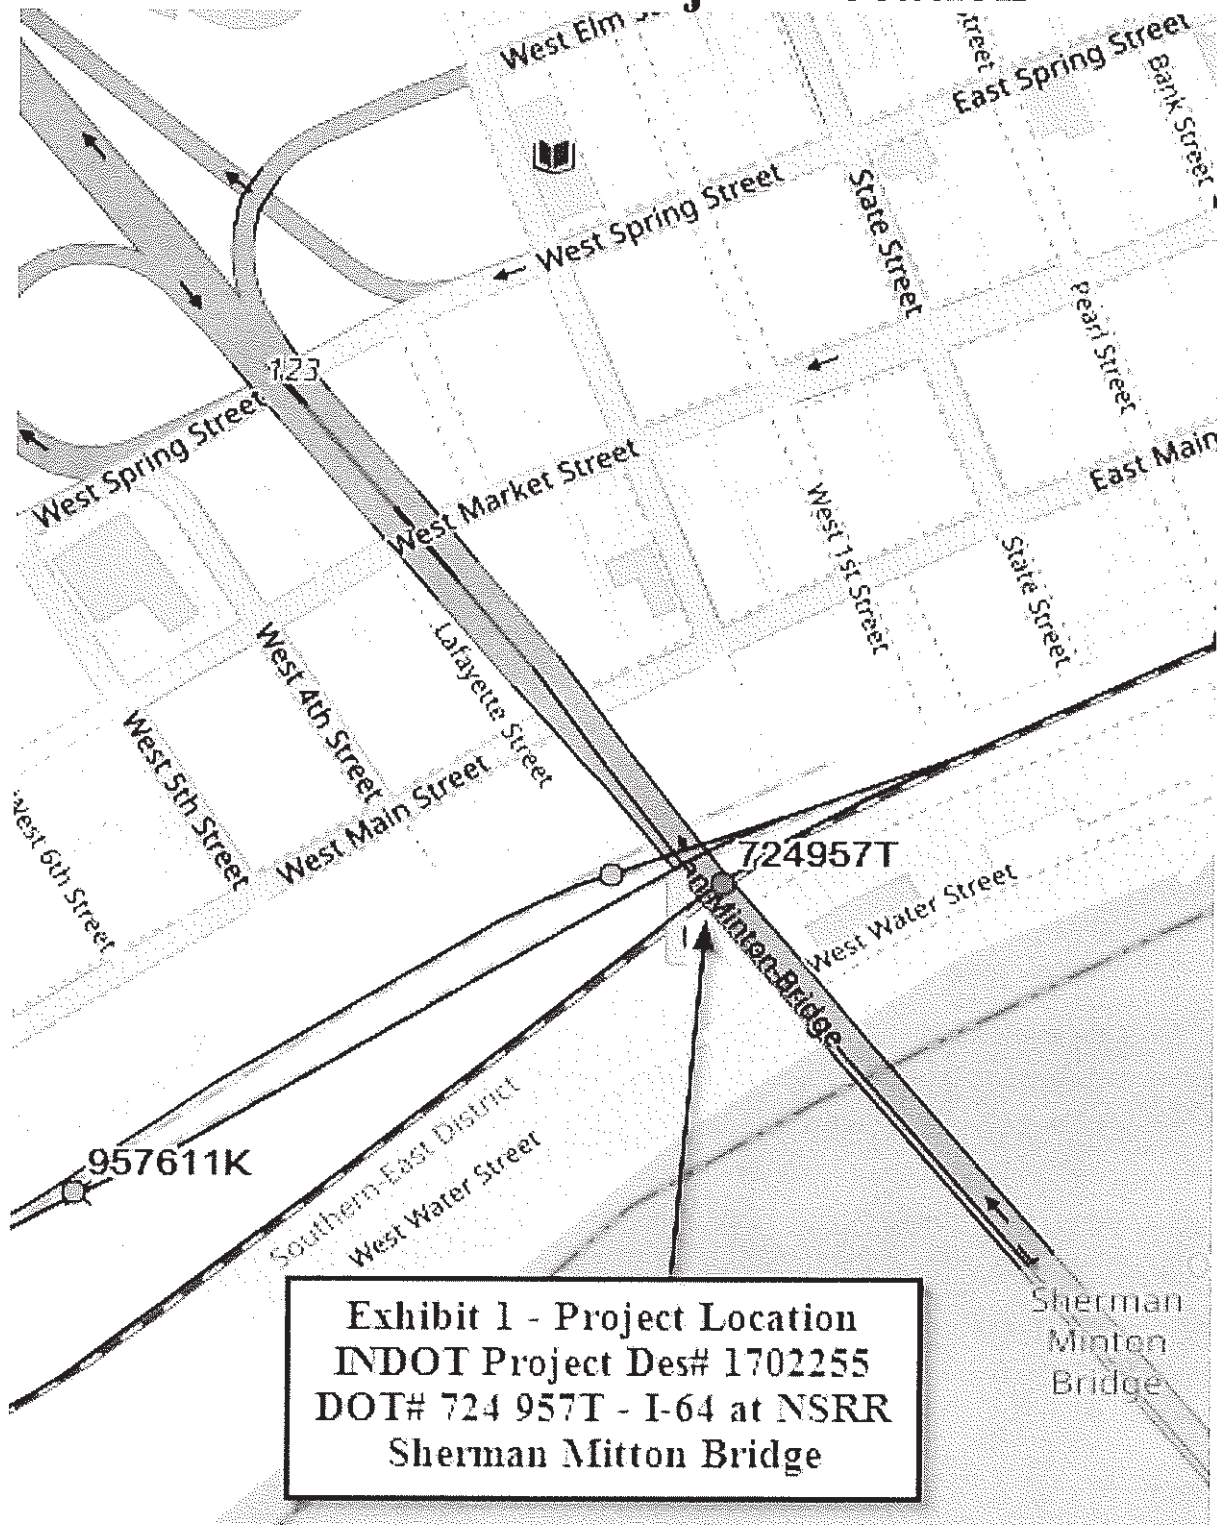 West Elm
East Spring Street
Bank Street
West Spring Street
State Street
Pearl Street
123
West Spring Street
West Market Street
East Main
West 1st Street
State Street
Lafayette Street
West 4th Street
West 5th Street
West Main Street
West 6th Street
724957T
Minton Bridge
West Water Street
957611K
Southern-East District
West Water Street
Sherman
Minton
Bridge
Exhibit 1 - Project Location
INDOT Project Des# 1702255
DOT# 724 957T - I-64 at NSRR
Sherman Mitton Bridge